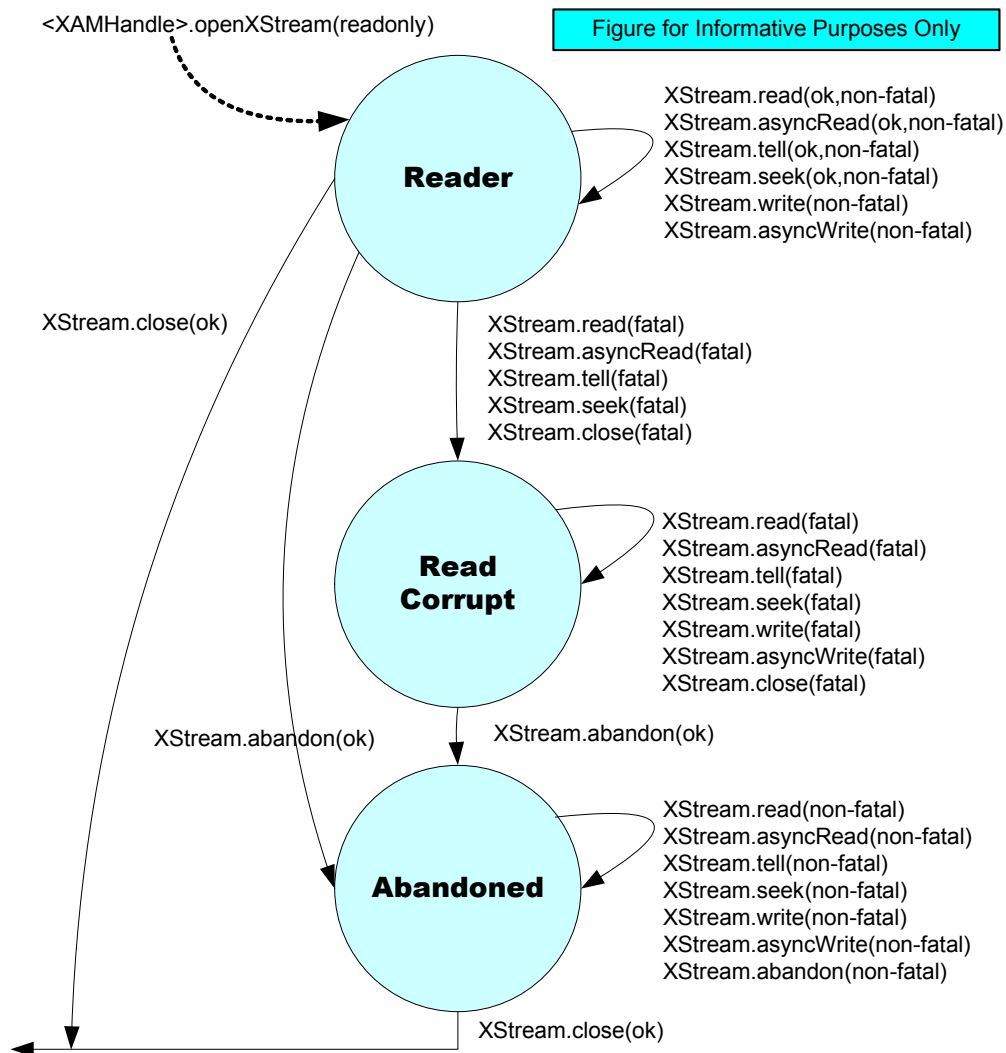 <XAMHandle>.openXStream(readonly)
Figure for Informative Purposes Only
XStream.read(ok,non-fatal)
XStream.asyncRead(ok,non-fatal)
XStream.tell(ok,non-fatal)
XStream.seek(ok,non-fatal)
XStream.write(non-fatal)
XStream.asyncWrite(non-fatal)
Reader
XStream.close(ok)
XStream.read(fatal)
XStream.asyncRead(fatal)
XStream.tell(fatal)
XStream.seek(fatal)
XStream.close(fatal)
Read
Corrupt
XStream.read(fatal)
XStream.asyncRead(fatal)
XStream.tell(fatal)
XStream.seek(fatal)
XStream.write(fatal)
XStream.asyncWrite(fatal)
XStream.close(fatal)
XStream.abandon(ok)
XStream.abandon(ok)
Abandoned
XStream.read(non-fatal)
XStream.asyncRead(non-fatal)
XStream.tell(non-fatal)
XStream.seek(non-fatal)
XStream.write(non-fatal)
XStream.asyncWrite(non-fatal)
XStream.abandon(non-fatal)
XStream.close(ok)